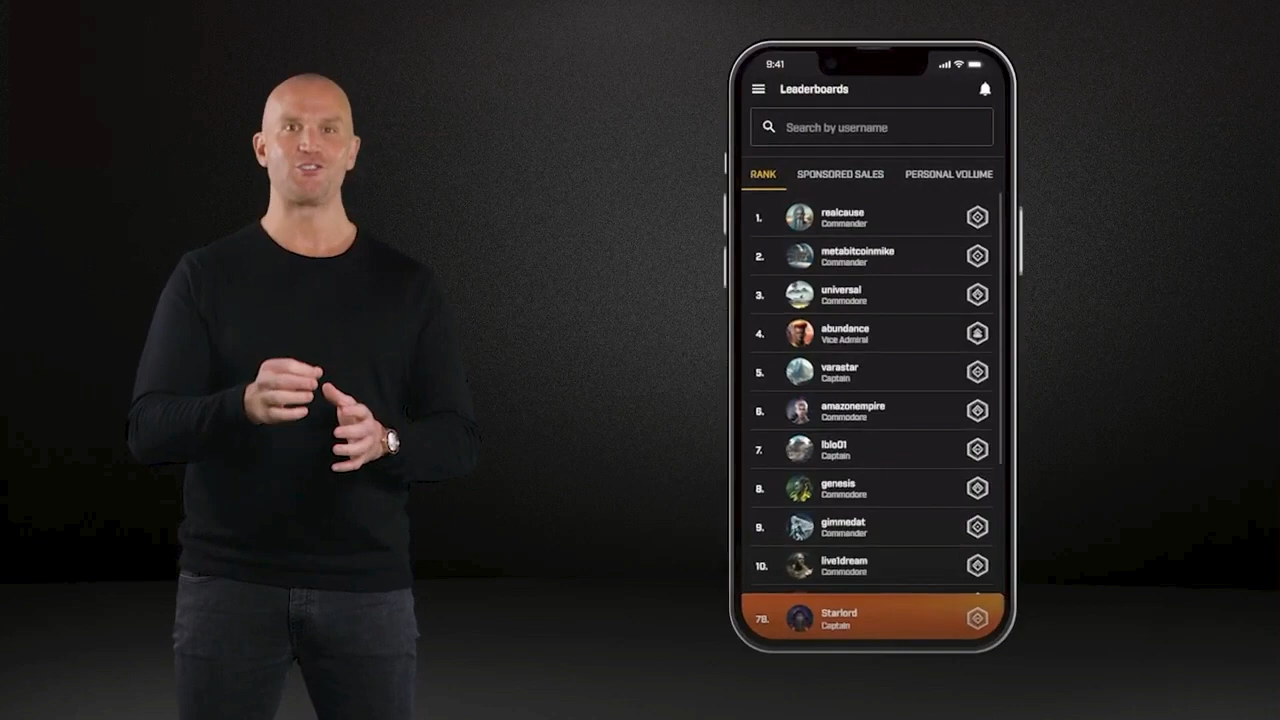 9:41
Leaderboards
Search by username
RANK SPONSORED SALES PERSONAL VOLUME
1. realcause
Commander
2. metabitcoinmike
Commander
3. universal
Commodore
4. abundance
Vice Admiral
5. varastar
Captain
6. amazonempire
Commodore
7. lblo01
Captain
8. genesis
Commodore
9. gimmedat
Commander
10. live1dream
Commodore
78. Starlord
Captain